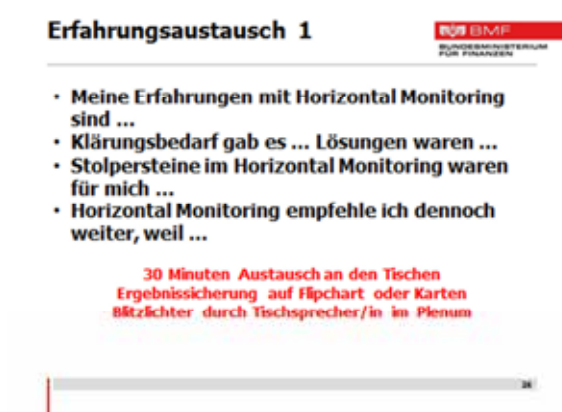 Erfahrungsaustausch 1
BMF
BUNDESMINISTERIUM
FÜR FINANZEN
• Meine Erfahrungen mit Horizontal Monitoring
sind ...
• Klärungsbedarf gab es ... Lösungen waren ...
• Stolpersteine im Horizontal Monitoring waren
für mich ...
• Horizontal Monitoring empfehle ich dennoch
weiter, weil ...
30 Minuten Austausch an den Tischen
Ergebnissicherung auf Flipchart oder Karten
Blitzlichter durch Tischsprecher/in im Plenum